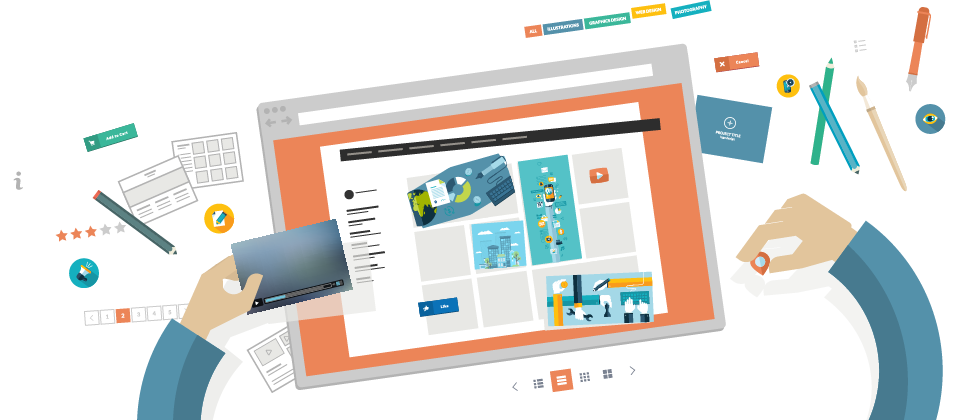 ALL
ILLUSTRATIONS
GRAPHICS DESIGN
WEB DESIGN
PHOTOGRAPHY
Cancel
Add to Cart
PROJECT TITLE
1
2
3
4
5
Like